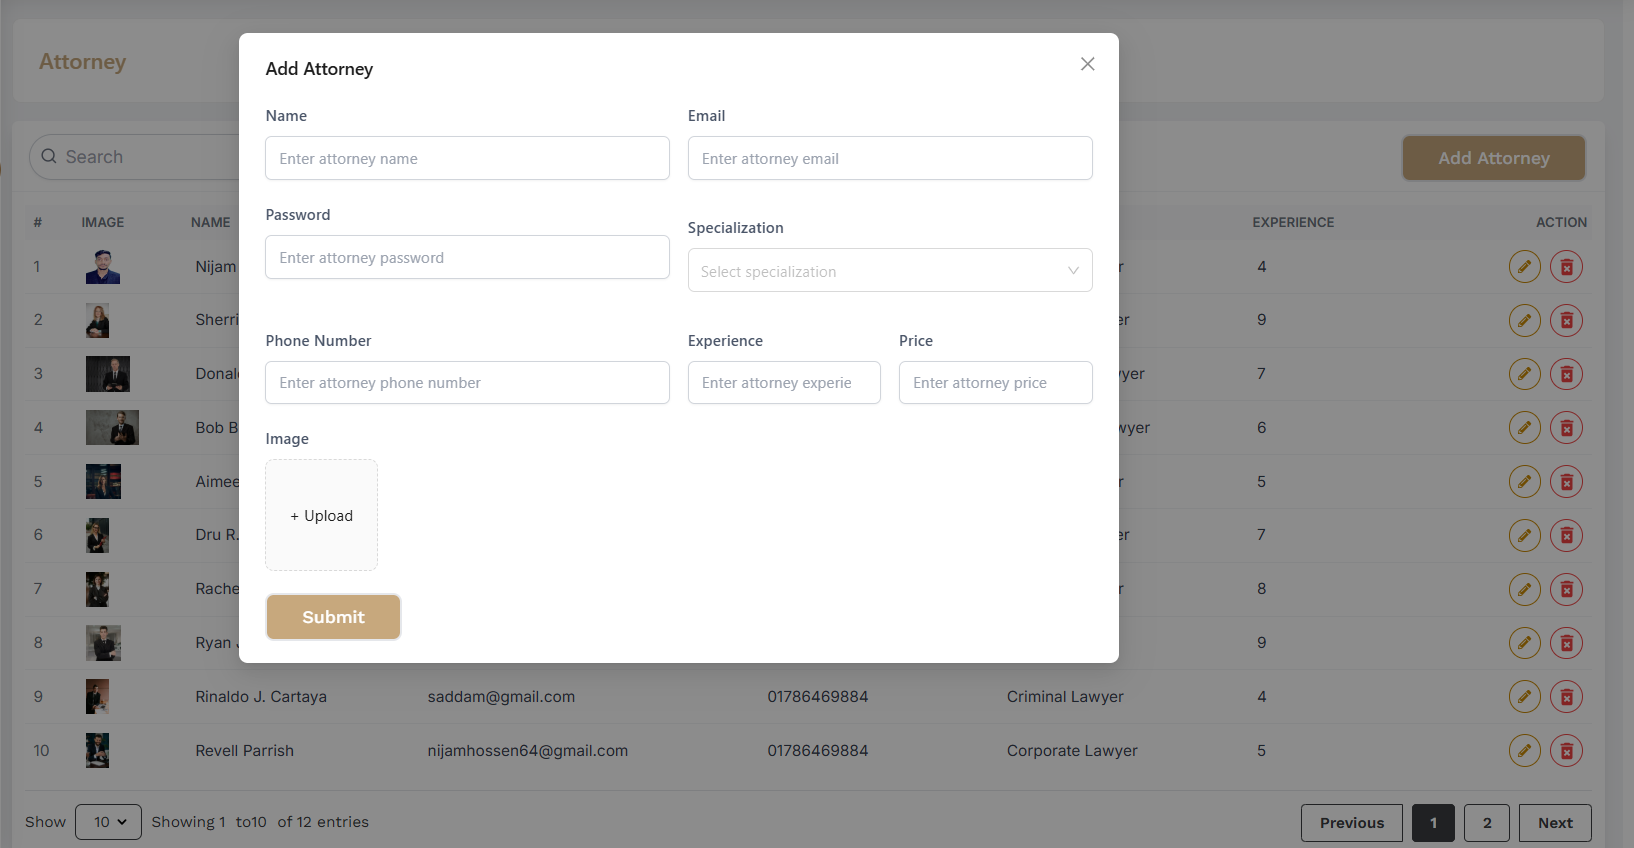 Attorney
Search
Add Attorney
# IMAGE NAME EXPERIENCE ACTION
1 Nijam 4
2 Sherri 9
3 7
4 Bob B 6
5 Aimee 5
6 Dru R. 7
7 Rache 8
8 Ryan 9
9 Rinaldo J. Cartaya saddam@gmail.com 01786469884 Criminal Lawyer 4
10 Revell Parrish nijamhossen64@gmail.com 01786469884 Corporate Lawyer 5
Show 10 Showing 1 to10 of 12 entries
Previous 1 2 Next
Add Attorney
Name Email
Enter attorney name Enter attorney email
Password Specialization
Enter attorney password Select specialization
Phone Number Experience Price
Enter attorney phone number Enter attorney experie Enter attorney price
Image
+ Upload
Submit